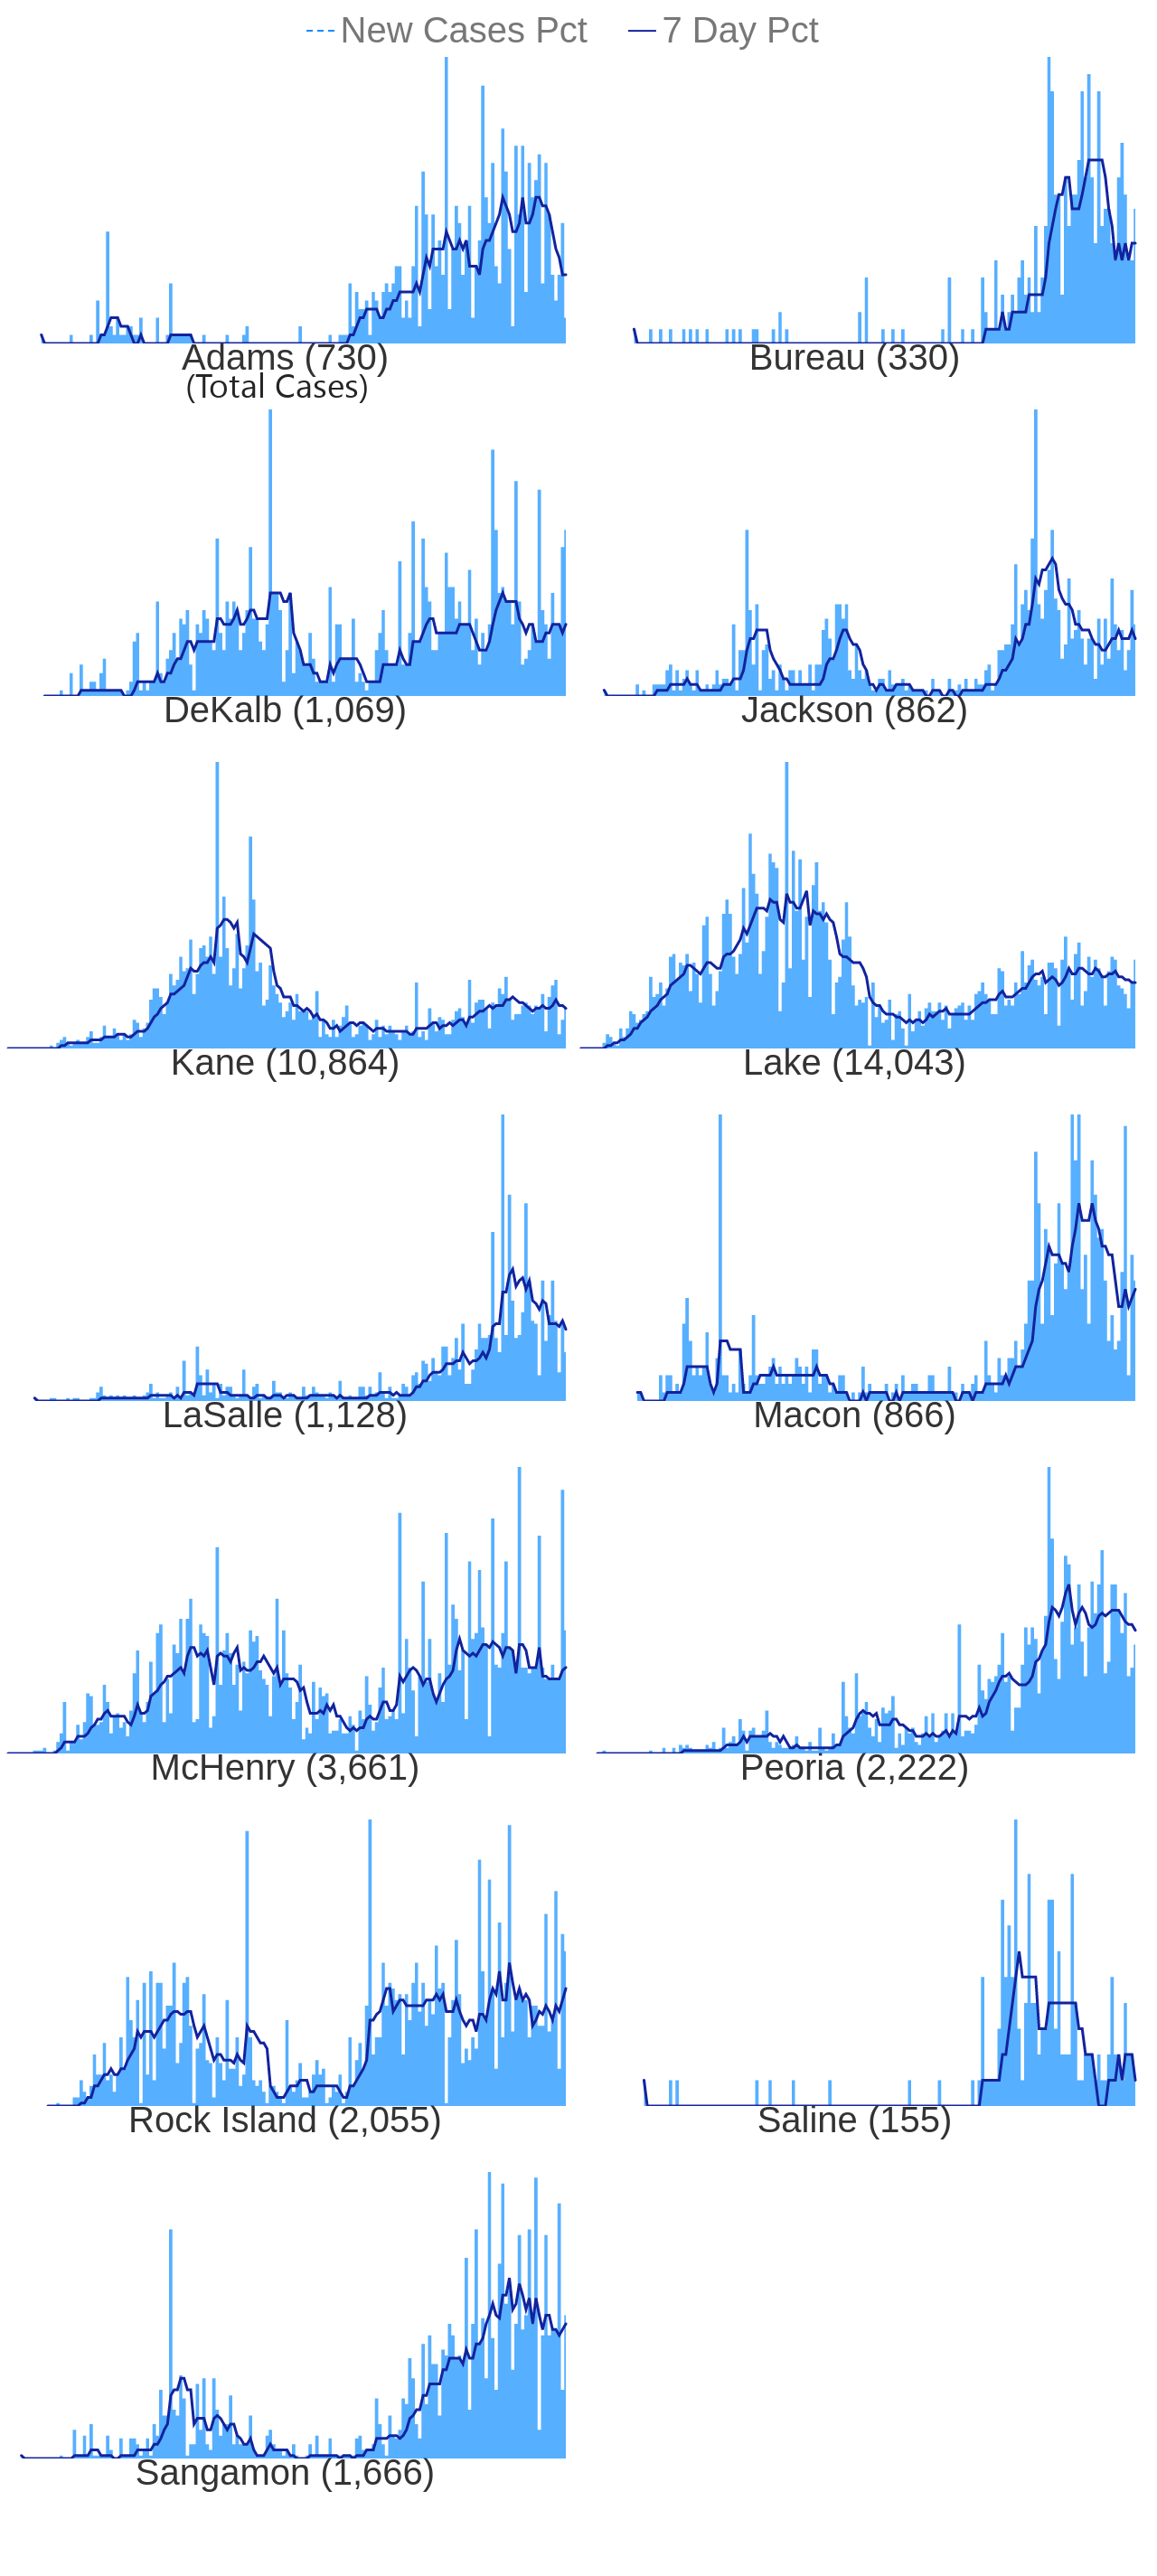 New Cases Pct 7 Day Pct
Adams (730) Bureau (330)
(Total Cases)
DeKalb (1,069) Jackson (862)
Kane (10,864) Lake (14,043)
LaSalle (1,128) Macon (866)
McHenry (3,661) Peoria (2,222)
Rock Island (2,055) Saline (155)
Sangamon (1,666)